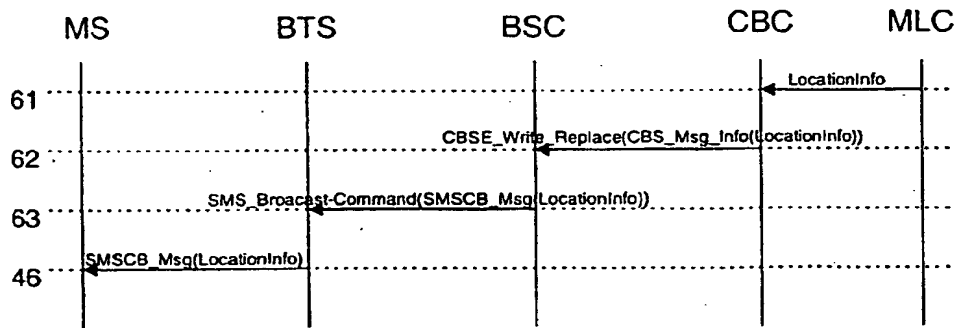 MS BTS BSC CBC MLC
61 LocationInfo
62 CBSE_Write_Replace(CBS_Msg_Info(LocationInfo))
63 SMS_Broacast-Command(SMSCB_Msg(LocationInfo))
46 SMSCB_Msg(LocationInfo)